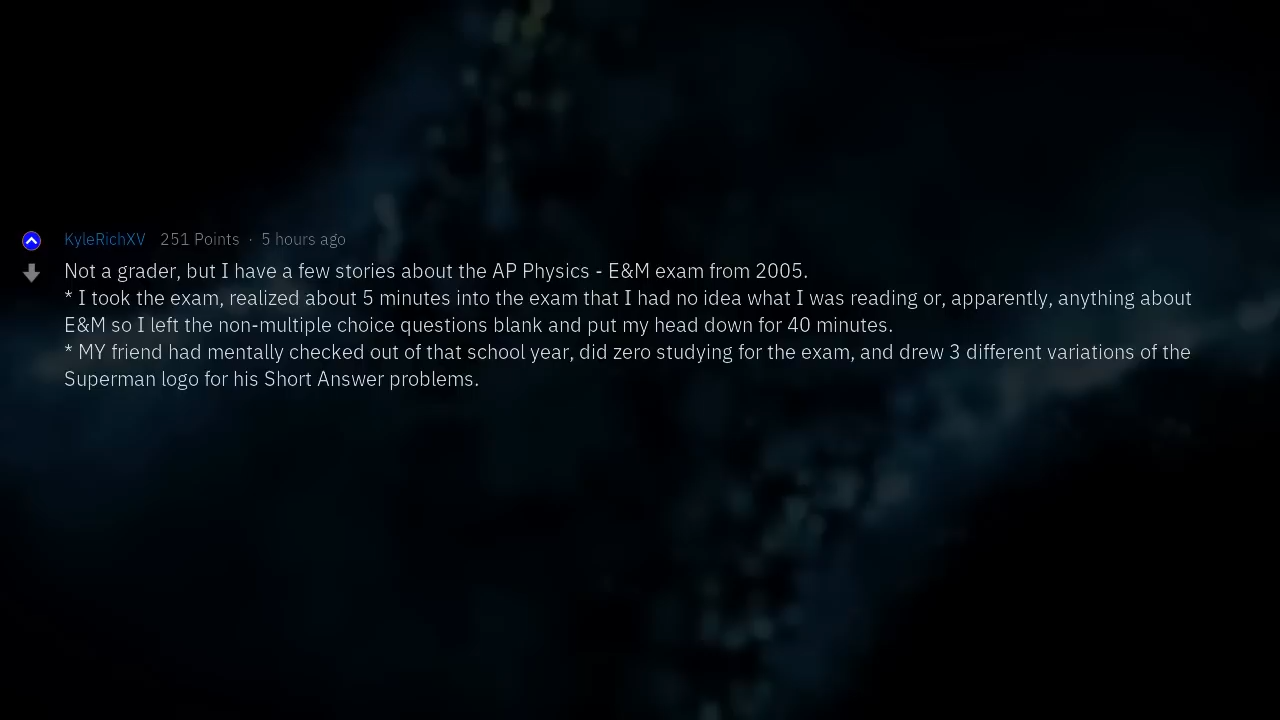 KyleRichXV 251 Points · 5 hours ago
Not a grader, but I have a few stories about the AP Physics - E&M exam from 2005.
* I took the exam, realized about 5 minutes into the exam that I had no idea what I was reading or, apparently, anything about
E&M so I left the non-multiple choice questions blank and put my head down for 40 minutes.
* MY friend had mentally checked out of that school year, did zero studying for the exam, and drew 3 different variations of the
Superman logo for his Short Answer problems.